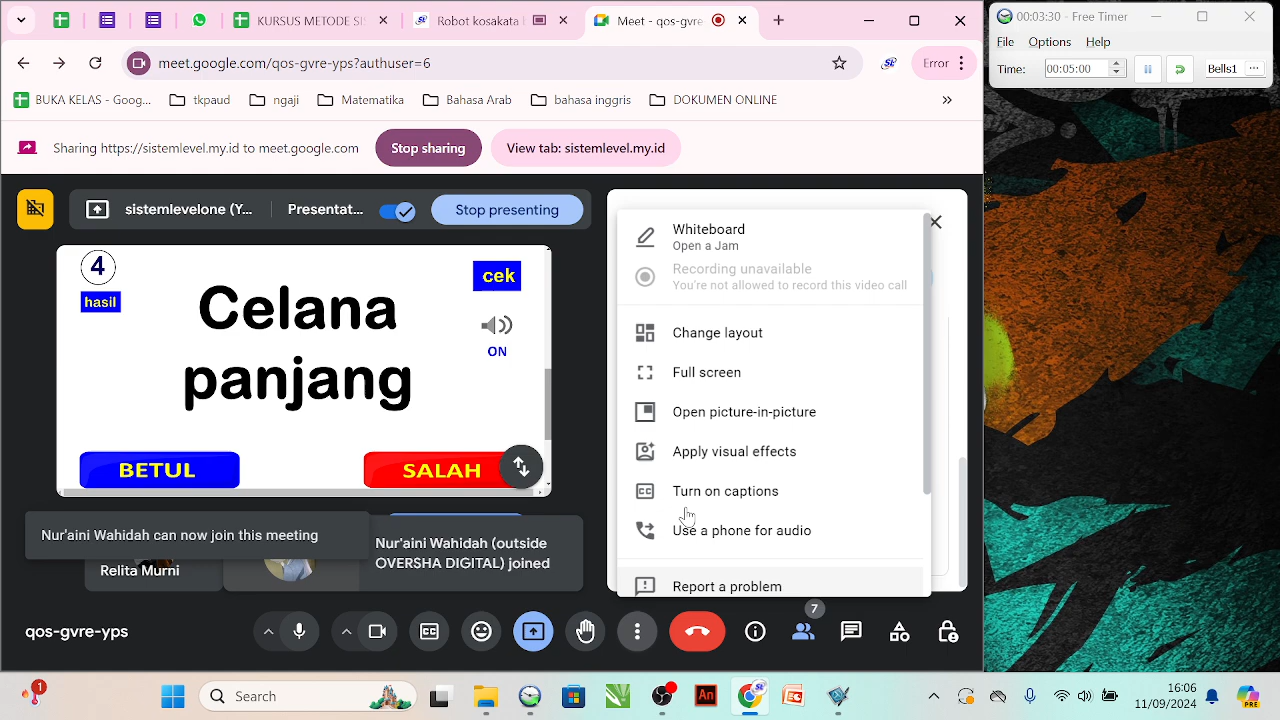 KURSUS METODE SI
Robot kosakata
Meet - qos-gvre
00:03:30 - Free Timer
File Options Help
Time: 00:05:00 Bells1 ...
meet.google.com/qos-gvre-yps?authuser=6
Error
BUKA KELAS - Goog...
tkpaud
ngaji
bahasa inggris
DOKUMEN ONLINE
Sharing https://sistemlevel.my.id to meet.google.com
Stop sharing
View tab: sistemlevel.my.id
sistemlevelone (Y...
Presentat...
Stop presenting
4
hasil
cek
Celana
panjang
ON
BETUL
SALAH
Nur'aini Wahidah can now join this meeting
Relita Murni
Nur'aini Wahidah (outside
OVERSHA DIGITAL) joined
Whiteboard
Open a Jam
Recording unavailable
You're not allowed to record this video call
Change layout
Full screen
Open picture-in-picture
Apply visual effects
Turn on captions
Use a phone for audio
Report a problem
7
qos-gvre-yps
1
Search
An
16:06
11/09/2024
PRE